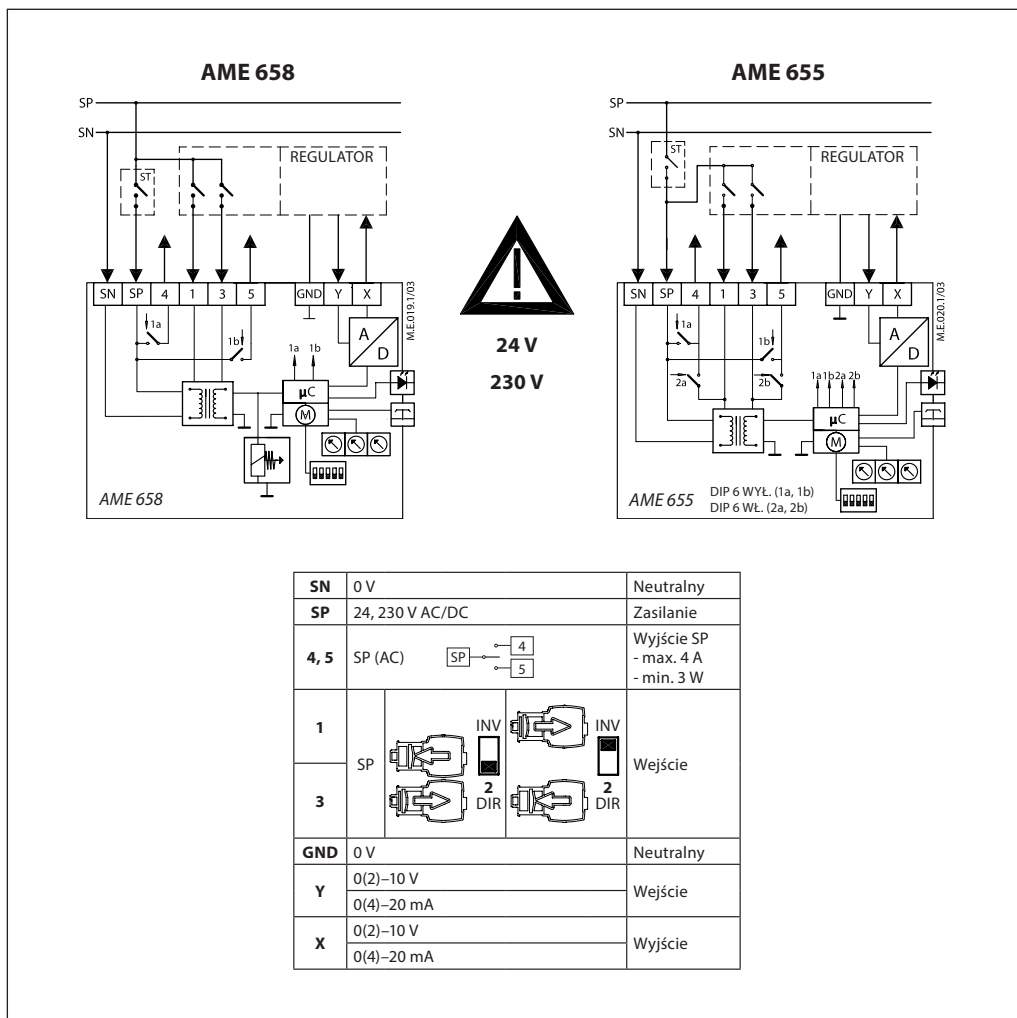 AME 658
SP
SN
ST
REGULATOR
SN SP 4 1 3 5 GND Y X
M.E.019.1/03
1a
1b
1a 1b
A
D
µC
M
AME 658
24 V
230 V
AME 655
SP
SN
ST
REGULATOR
SN SP 4 1 3 5 GND Y X
M.E.020.1/03
1a
1b
2a
2b
1a 1b 2a 2b
A
D
µC
M
AME 655
DIP 6 WYŁ. (1a, 1b)
DIP 6 WŁ. (2a, 2b)
SN 0 V Neutralny
SP 24, 230 V AC/DC Zasilanie
4, 5 SP (AC) SP 4 5 Wyjście SP
- max. 4 A
- min. 3 W
1
3
SP
INV
2
DIR
INV
2
DIR
Wejście
GND 0 V Neutralny
Y
0(2)–10 V
0(4)–20 mA
Wejście
X
0(2)–10 V
0(4)–20 mA
Wyjście